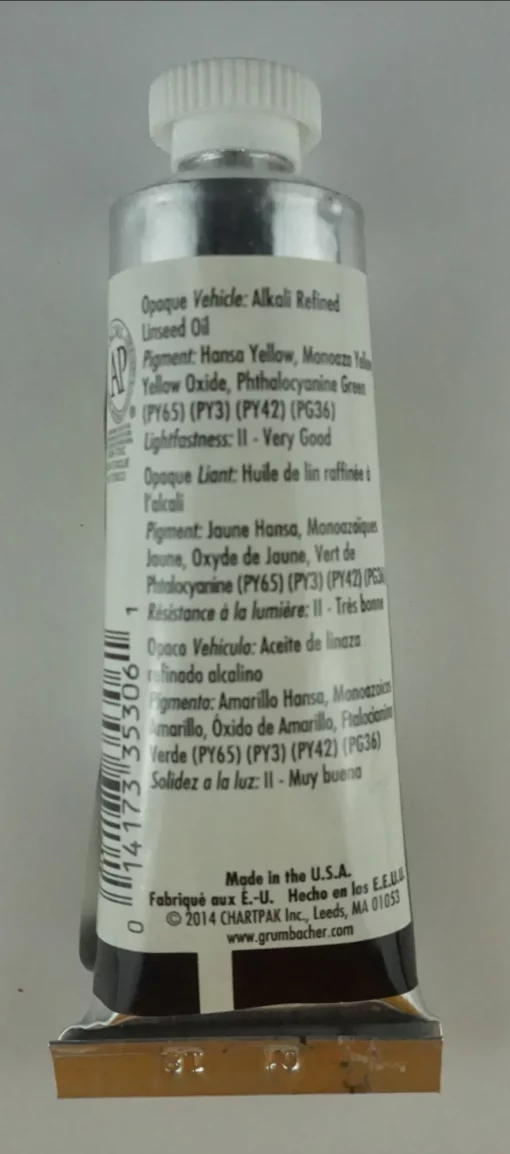 Opaque Vehicle: Alkali Refined
Linseed Oil
Pigment: Hansa Yellow, Monoazo Yellow
Yellow Oxide, Phthalocyanine Green
(PY65) (PY3) (PY42) (PG36)
Lightfastness: II - Very Good
Opaque Liant: Huile de lin raffinée à
l'alcali
Pigment: Jaune Hansa, Monoazoïques
Jaune, Oxyde de Jaune, Vert de
Phtalocyanine (PY65) (PY3) (PY42) (PG36
Résistance à la lumière: II - Très bonne
Opaco Vehículo: Aceite de linaza
refinado alcalino
Pigmento: Amarillo Hansa, Monoazoicos
Amarillo, Óxido de Amarillo, Ftalocianina
Verde (PY65) (PY3) (PY42) (PG36)
Solidez a la luz: II - Muy buena
Made in the U.S.A.
Fabriqué aux É.-U. Hecho en los E.E.U.U.
© 2014 CHARTPAK Inc., Leeds, MA 01053
www.grumbacher.com
AP
®
0 14173 35306 1